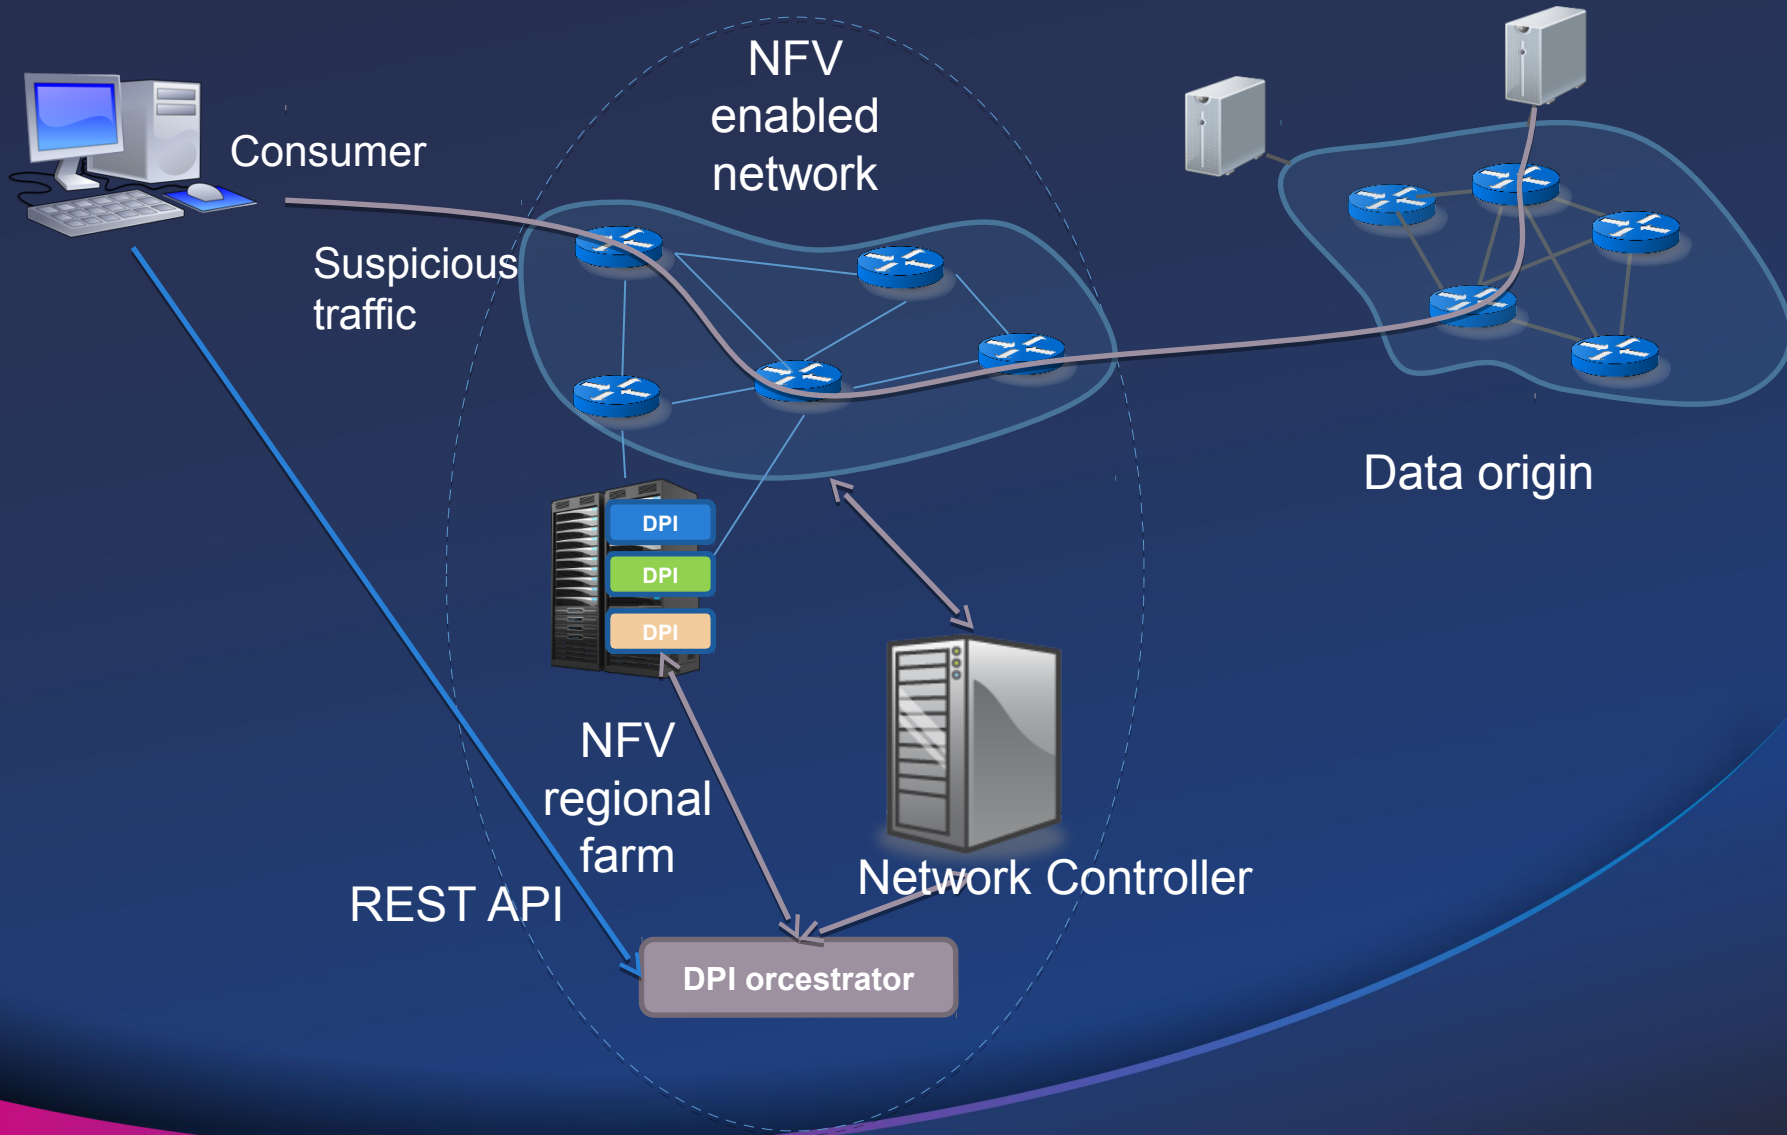 NFV
enabled
network
Consumer
Suspicious
traffic
Data origin
DPI
DPI
DPI
NFV
regional
farm
Network Controller
REST API
DPI orcestrator